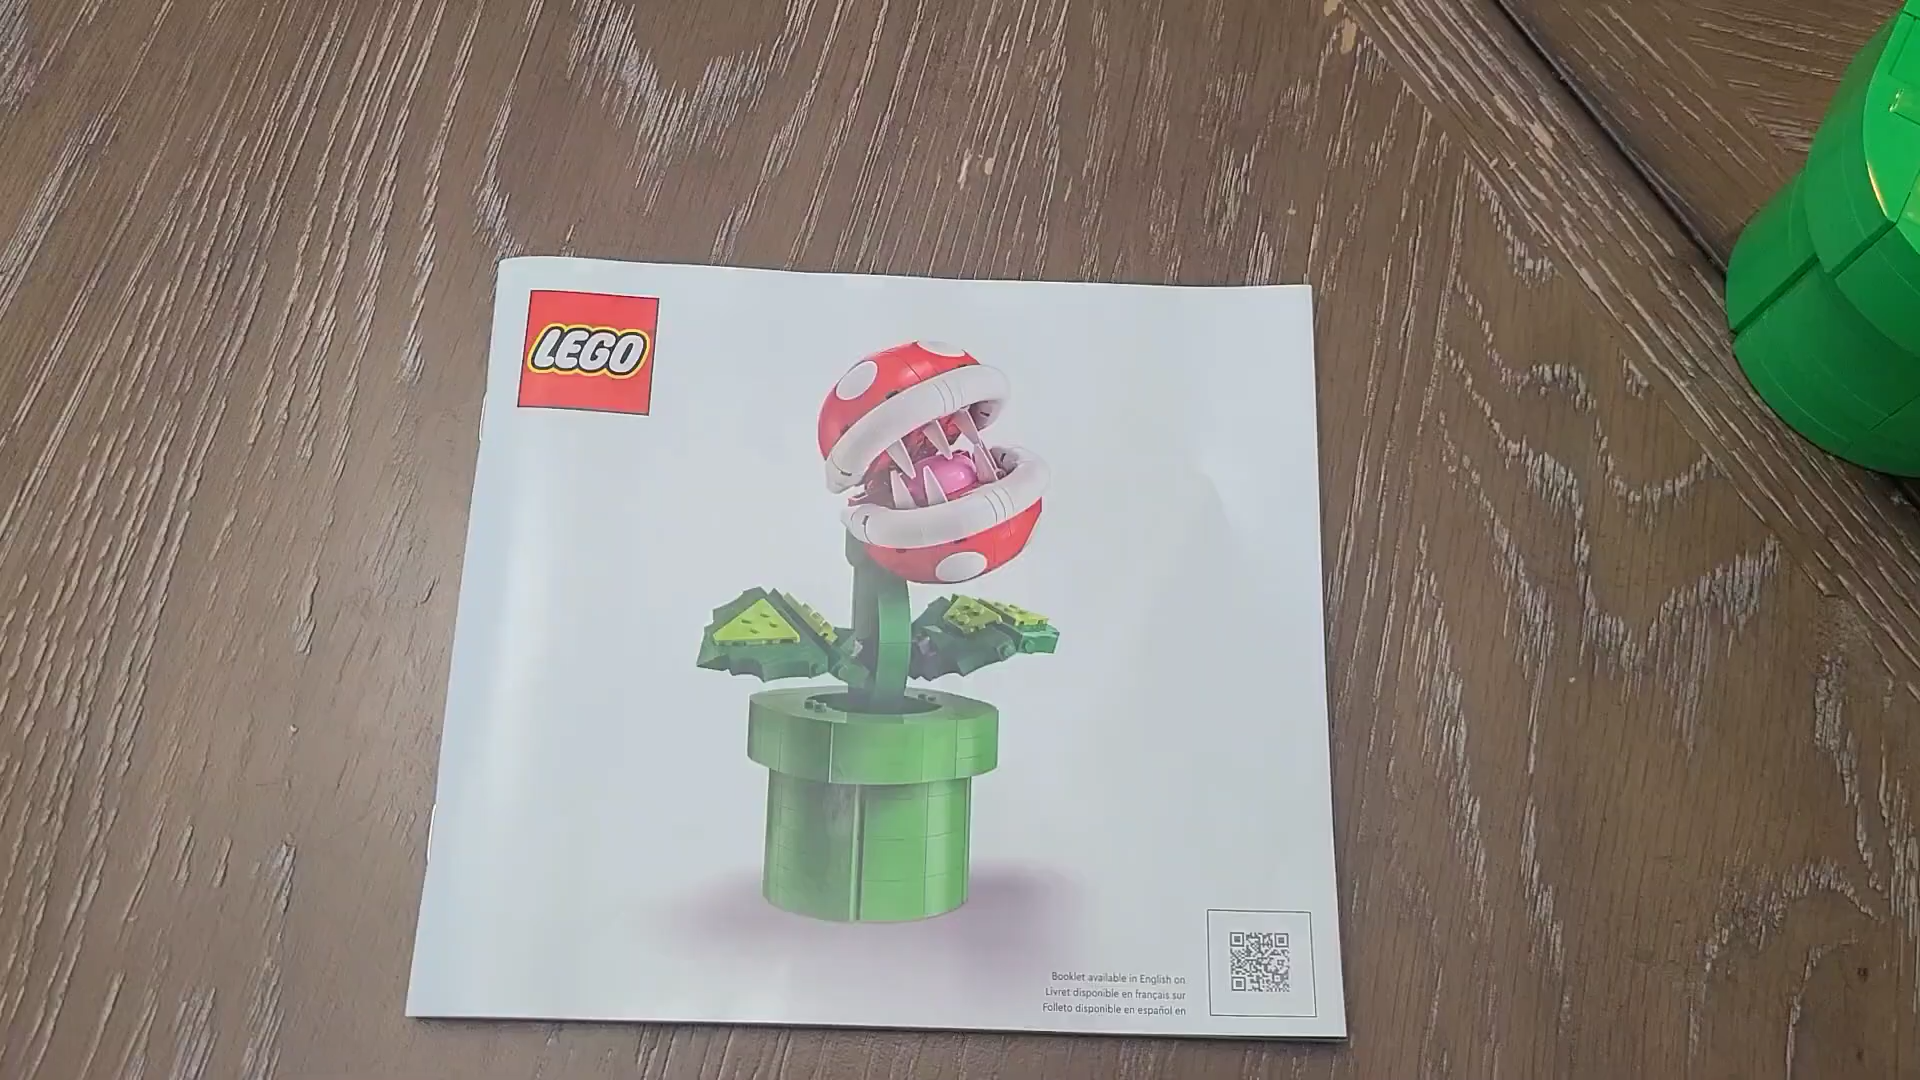 LEGO
Booklet available in English on
Livret disponible en français sur
Folleto disponible en español en